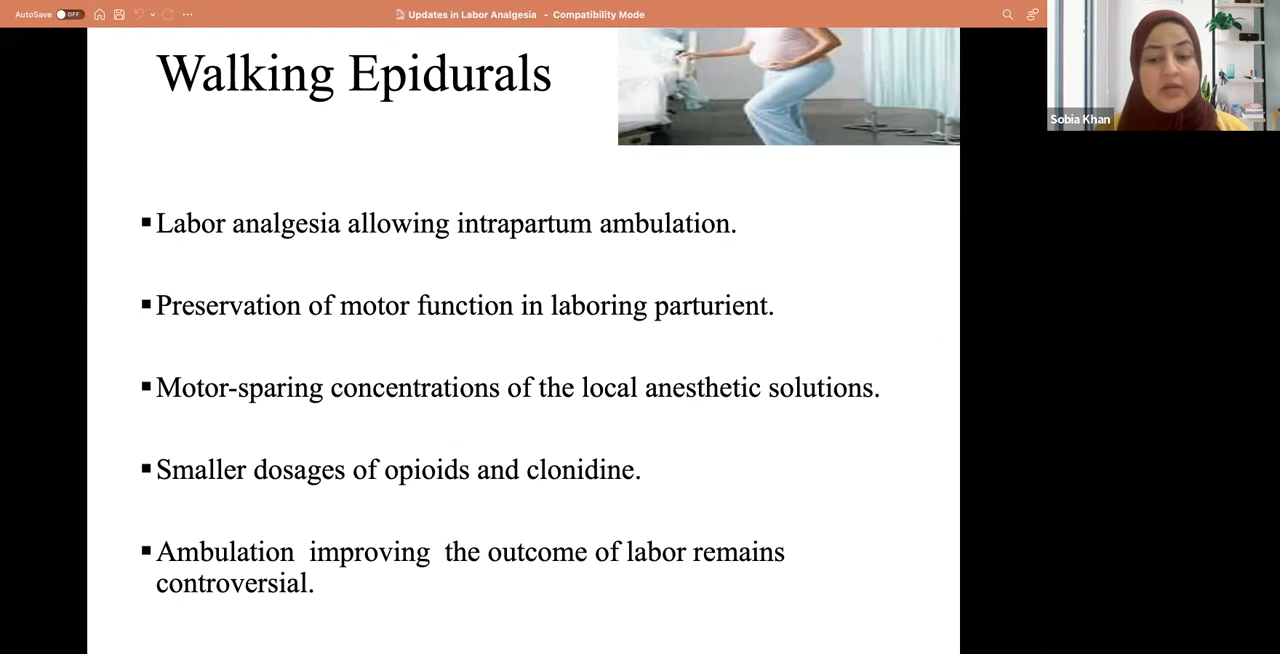 AutoSave OFF
Updates in Labor Analgesia - Compatibility Mode
Sobia Khan
Walking Epidurals
▪ Labor analgesia allowing intrapartum ambulation.
▪ Preservation of motor function in laboring parturient.
▪ Motor-sparing concentrations of the local anesthetic solutions.
▪ Smaller dosages of opioids and clonidine.
▪ Ambulation improving the outcome of labor remains
controversial.